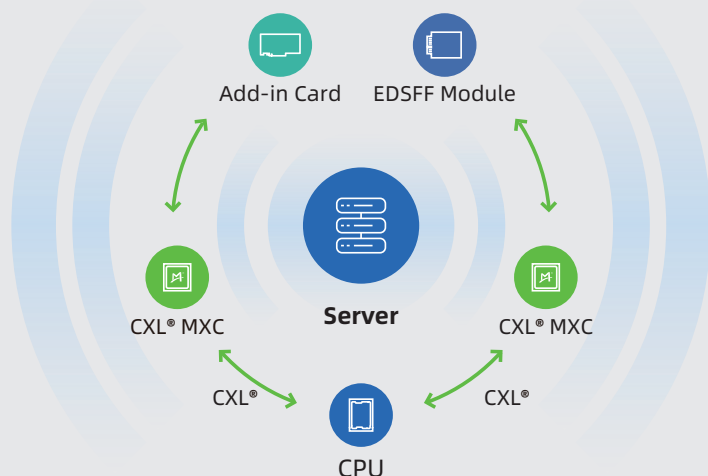 Add-in Card
EDSFF Module
Server
CXL® MXC
CXL® MXC
CXL®
CXL®
CPU